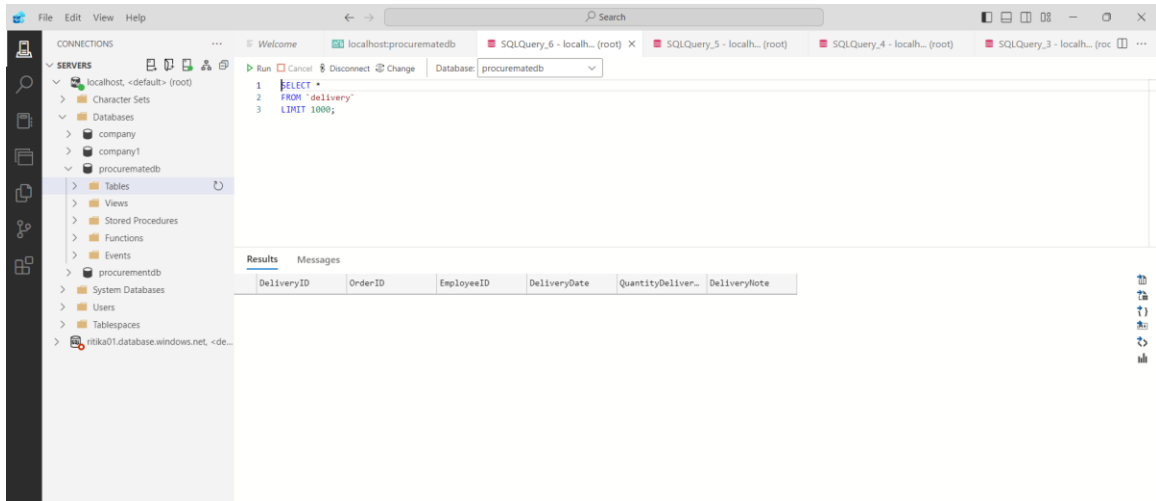 File Edit View Help
Search
CONNECTIONS ...
Welcome
localhost:procurematedb
SQLQuery_6 - localh... (root)
SQLQuery_5 - localh... (root)
SQLQuery_4 - localh... (root)
SQLQuery_3 - localh... (roc
SERVERS
Run Cancel Disconnect Change Database: procurematedb
localhost, <default> (root)
Character Sets
Databases
company
company1
procurematedb
Tables
Views
Stored Procedures
Functions
Events
procurementdb
System Databases
Users
Tablespaces
ritika01.database.windows.net, <de...
1 SELECT *
2 FROM `delivery`
3 LIMIT 1000;
Results Messages
DeliveryID OrderID EmployeeID DeliveryDate QuantityDeliver... DeliveryNote